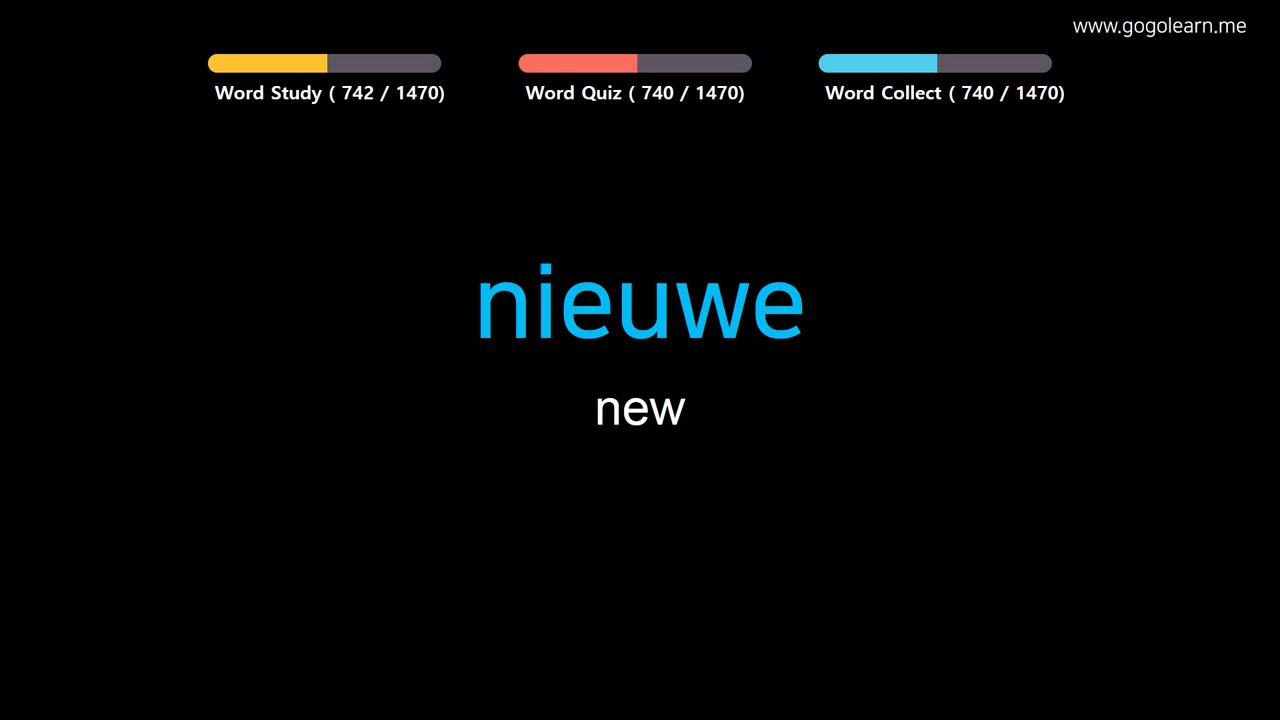 www.gogolearn.me
Word Study ( 742 / 1470)
Word Quiz ( 740 / 1470)
Word Collect ( 740 / 1470)
nieuwe
new